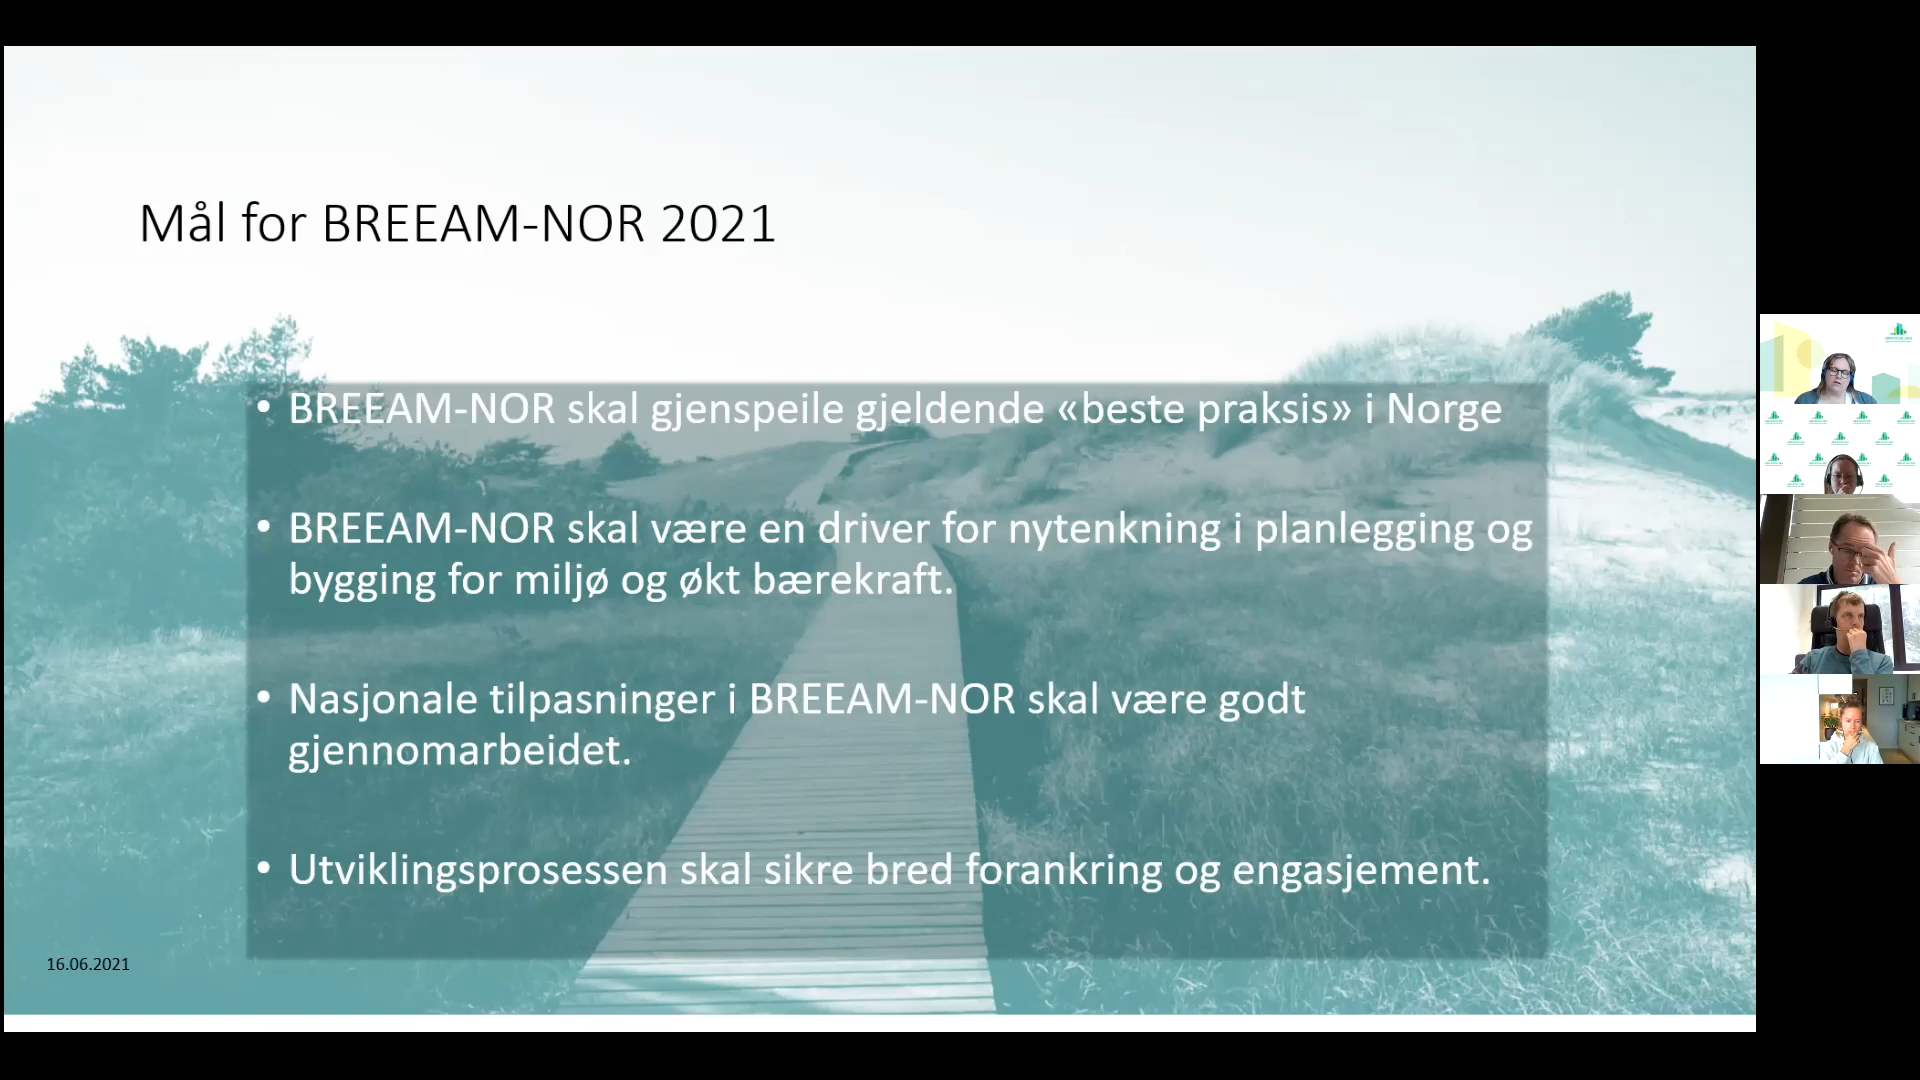 Mål for BREEAM-NOR 2021
• BREEAM-NOR skal gjenspeile gjeldende «beste praksis» i Norge
• BREEAM-NOR skal være en driver for nytenkning i planlegging og
bygging for miljø og økt bærekraft.
• Nasjonale tilpasninger i BREEAM-NOR skal være godt
gjennomarbeidet.
• Utviklingsprosessen skal sikre bred forankring og engasjement.
16.06.2021